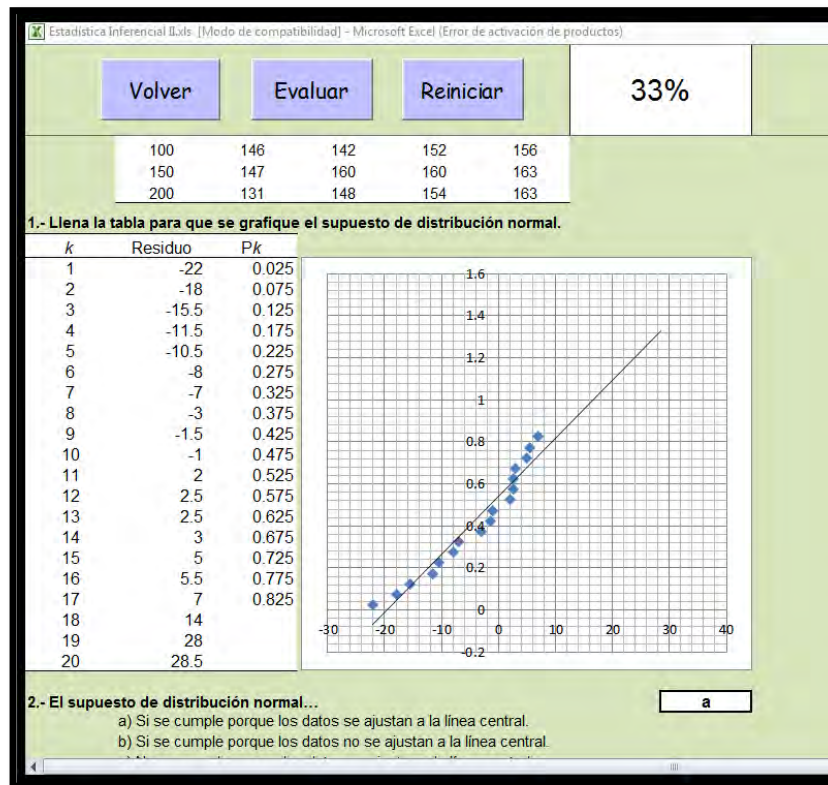 Estadística Inferencial II.xls [Modo de compatibilidad] - Microsoft Excel (Error de activación de productos)
Volver Evaluar Reiniciar 33%
100 146 142 152 156
150 147 160 160 163
200 131 148 154 163
1.- Llena la tabla para que se grafique el supuesto de distribución normal.
k Residuo Pk
1 -22 0.025
2 -18 0.075
3 -15.5 0.125
4 -11.5 0.175
5 -10.5 0.225
6 -8 0.275
7 -7 0.325
8 -3 0.375
9 -1.5 0.425
10 -1 0.475
11 2 0.525
12 2.5 0.575
13 2.5 0.625
14 3 0.675
15 5 0.725
16 5.5 0.775
17 7 0.825
18 14
19 28
20 28.5
1.6
1.4
1.2
1
0.8
0.6
0.4
0.2
0
-30 -20 -10 0 10 20 30 40
-0.2
2.- El supuesto de distribución normal... a
a) Si se cumple porque los datos se ajustan a la línea central.
b) Si se cumple porque los datos no se ajustan a la línea central.